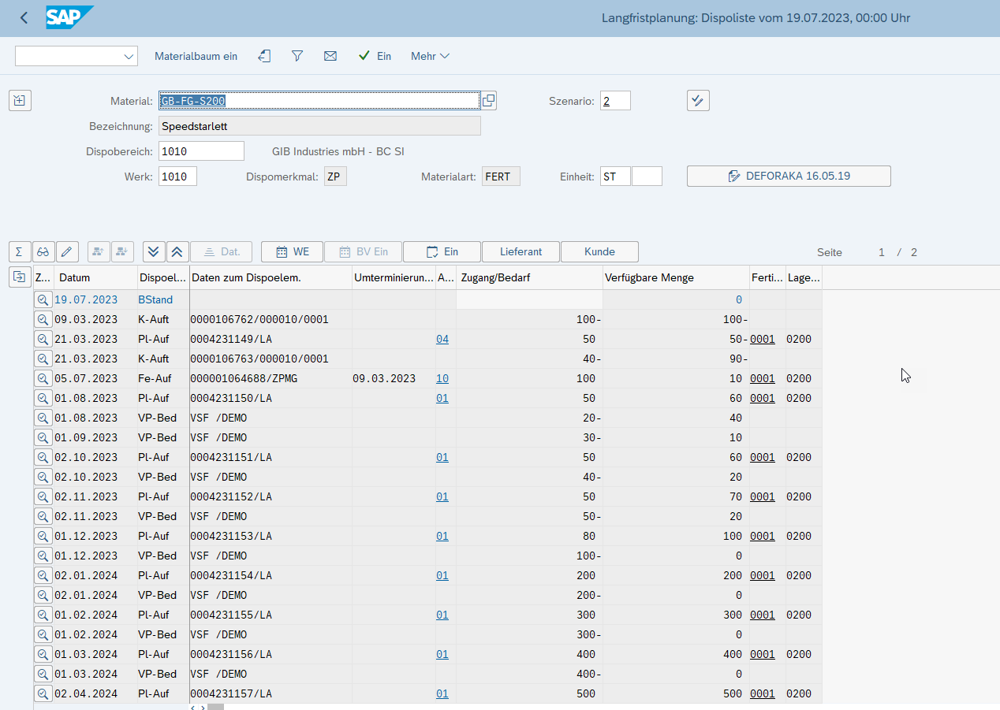 SAP
Langfristplanung: Dispoliste vom 19.07.2023, 00:00 Uhr
Materialbaum ein Ein Mehr
Material: GB-FG-S200 Szenario: 2
Bezeichnung: Speedstarlett
Dispobereich: 1010 GIB Industries mbH - BC SI
Werk: 1010 Dispomerkmal: ZP Materialart: FERT Einheit: ST DEFORAKA 16.05.19
Σ Dat. WE BV Ein Ein Lieferant Kunde Seite 1 / 2
Z... Datum Dispoel... Daten zum Dispoelem. Umterminierun... A... Zugang/Bedarf Verfügbare Menge Ferti... Lage...
19.07.2023 BStand 0
09.03.2023 K-Auft 0000106762/000010/0001 100- 100-
21.03.2023 Pl-Auf 0004231149/LA 04 50 50- 0001 0200
21.03.2023 K-Auft 0000106763/000010/0001 40- 90-
05.07.2023 Fe-Auf 000001064688/ZPMG 09.03.2023 10 100 10 0001 0200
01.08.2023 Pl-Auf 0004231150/LA 01 50 60 0001 0200
01.08.2023 VP-Bed VSF /DEMO 20- 40
01.09.2023 VP-Bed VSF /DEMO 30- 10
02.10.2023 Pl-Auf 0004231151/LA 01 50 60 0001 0200
02.10.2023 VP-Bed VSF /DEMO 40- 20
02.11.2023 Pl-Auf 0004231152/LA 01 50 70 0001 0200
02.11.2023 VP-Bed VSF /DEMO 50- 20
01.12.2023 Pl-Auf 0004231153/LA 01 80 100 0001 0200
01.12.2023 VP-Bed VSF /DEMO 100- 0
02.01.2024 Pl-Auf 0004231154/LA 01 200 200 0001 0200
02.01.2024 VP-Bed VSF /DEMO 200- 0
01.02.2024 Pl-Auf 0004231155/LA 01 300 300 0001 0200
01.02.2024 VP-Bed VSF /DEMO 300- 0
01.03.2024 Pl-Auf 0004231156/LA 01 400 400 0001 0200
01.03.2024 VP-Bed VSF /DEMO 400- 0
02.04.2024 Pl-Auf 0004231157/LA 01 500 500 0001 0200